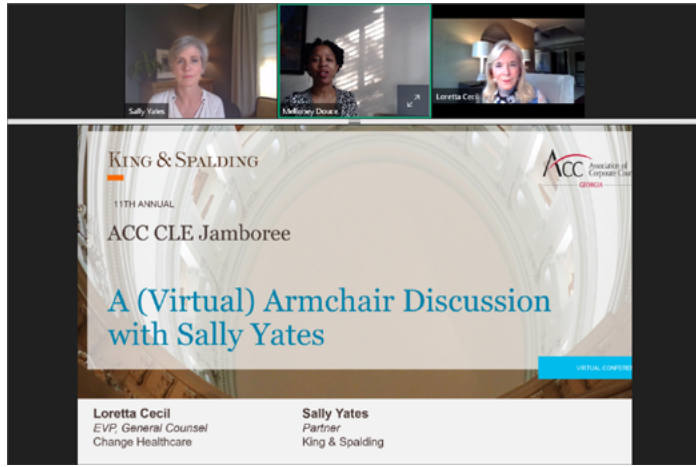 Sally Yates
Melloney Douce
Loretta Cecil
KING & SPALDING
ACC Association of
Corporate Coun
GEORGIA
11TH ANNUAL
ACC CLE Jamboree
A (Virtual) Armchair Discussion
with Sally Yates
VIRTUAL CONFERE
Loretta Cecil
EVP, General Counsel
Change Healthcare
Sally Yates
Partner
King & Spalding